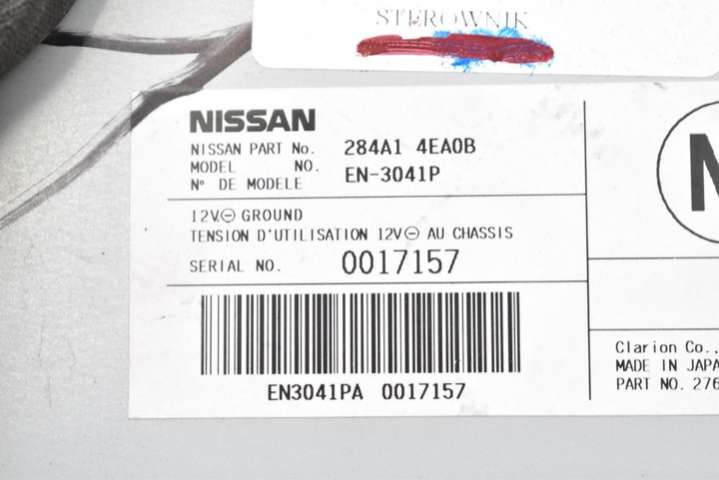 STEROWNIK
NISSAN
NISSAN PART No. 284A1 4EA0B
MODEL NO. EN-3041P
N° DE MODELE
12V⊖ GROUND
TENSION D'UTILISATION 12V⊖ AU CHASSIS
SERIAL NO. 0017157
EN3041PA 0017157
Clarion Co.,
MADE IN JAPA
PART NO. 276